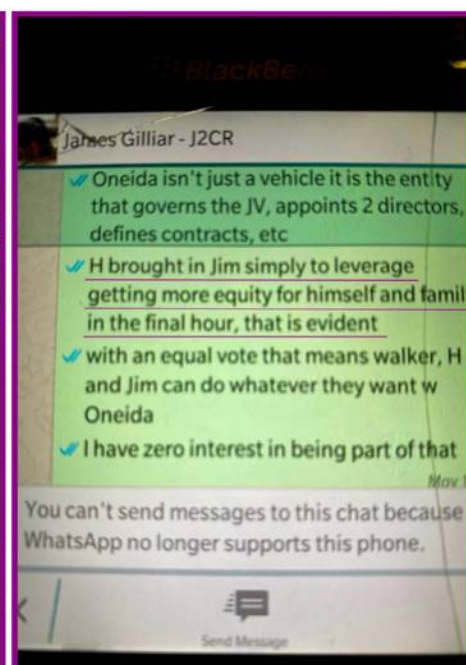 BlackBe
James Gilliar - J2CR
Oneida isn't just a vehicle it is the entity
that governs the JV, appoints 2 directors,
defines contracts, etc
H brought in Jim simply to leverage
getting more equity for himself and famil
in the final hour, that is evident
with an equal vote that means walker, H
and Jim can do whatever they want w
Oneida
I have zero interest in being part of that
May 1
You can't send messages to this chat because
WhatsApp no longer supports this phone.
Send Message